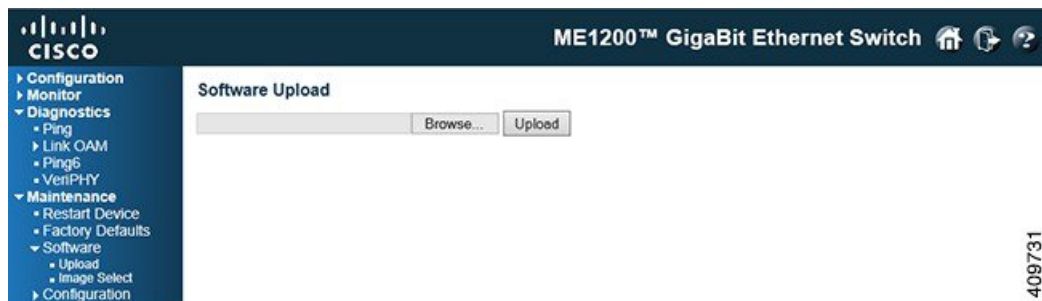 CISCO
ME1200™ GigaBit Ethernet Switch
Configuration
Monitor
Diagnostics
Ping
Link OAM
Ping6
VeriPHY
Maintenance
Restart Device
Factory Defaults
Software
Upload
Image Select
Configuration
Software Upload
Browse... Upload
409731